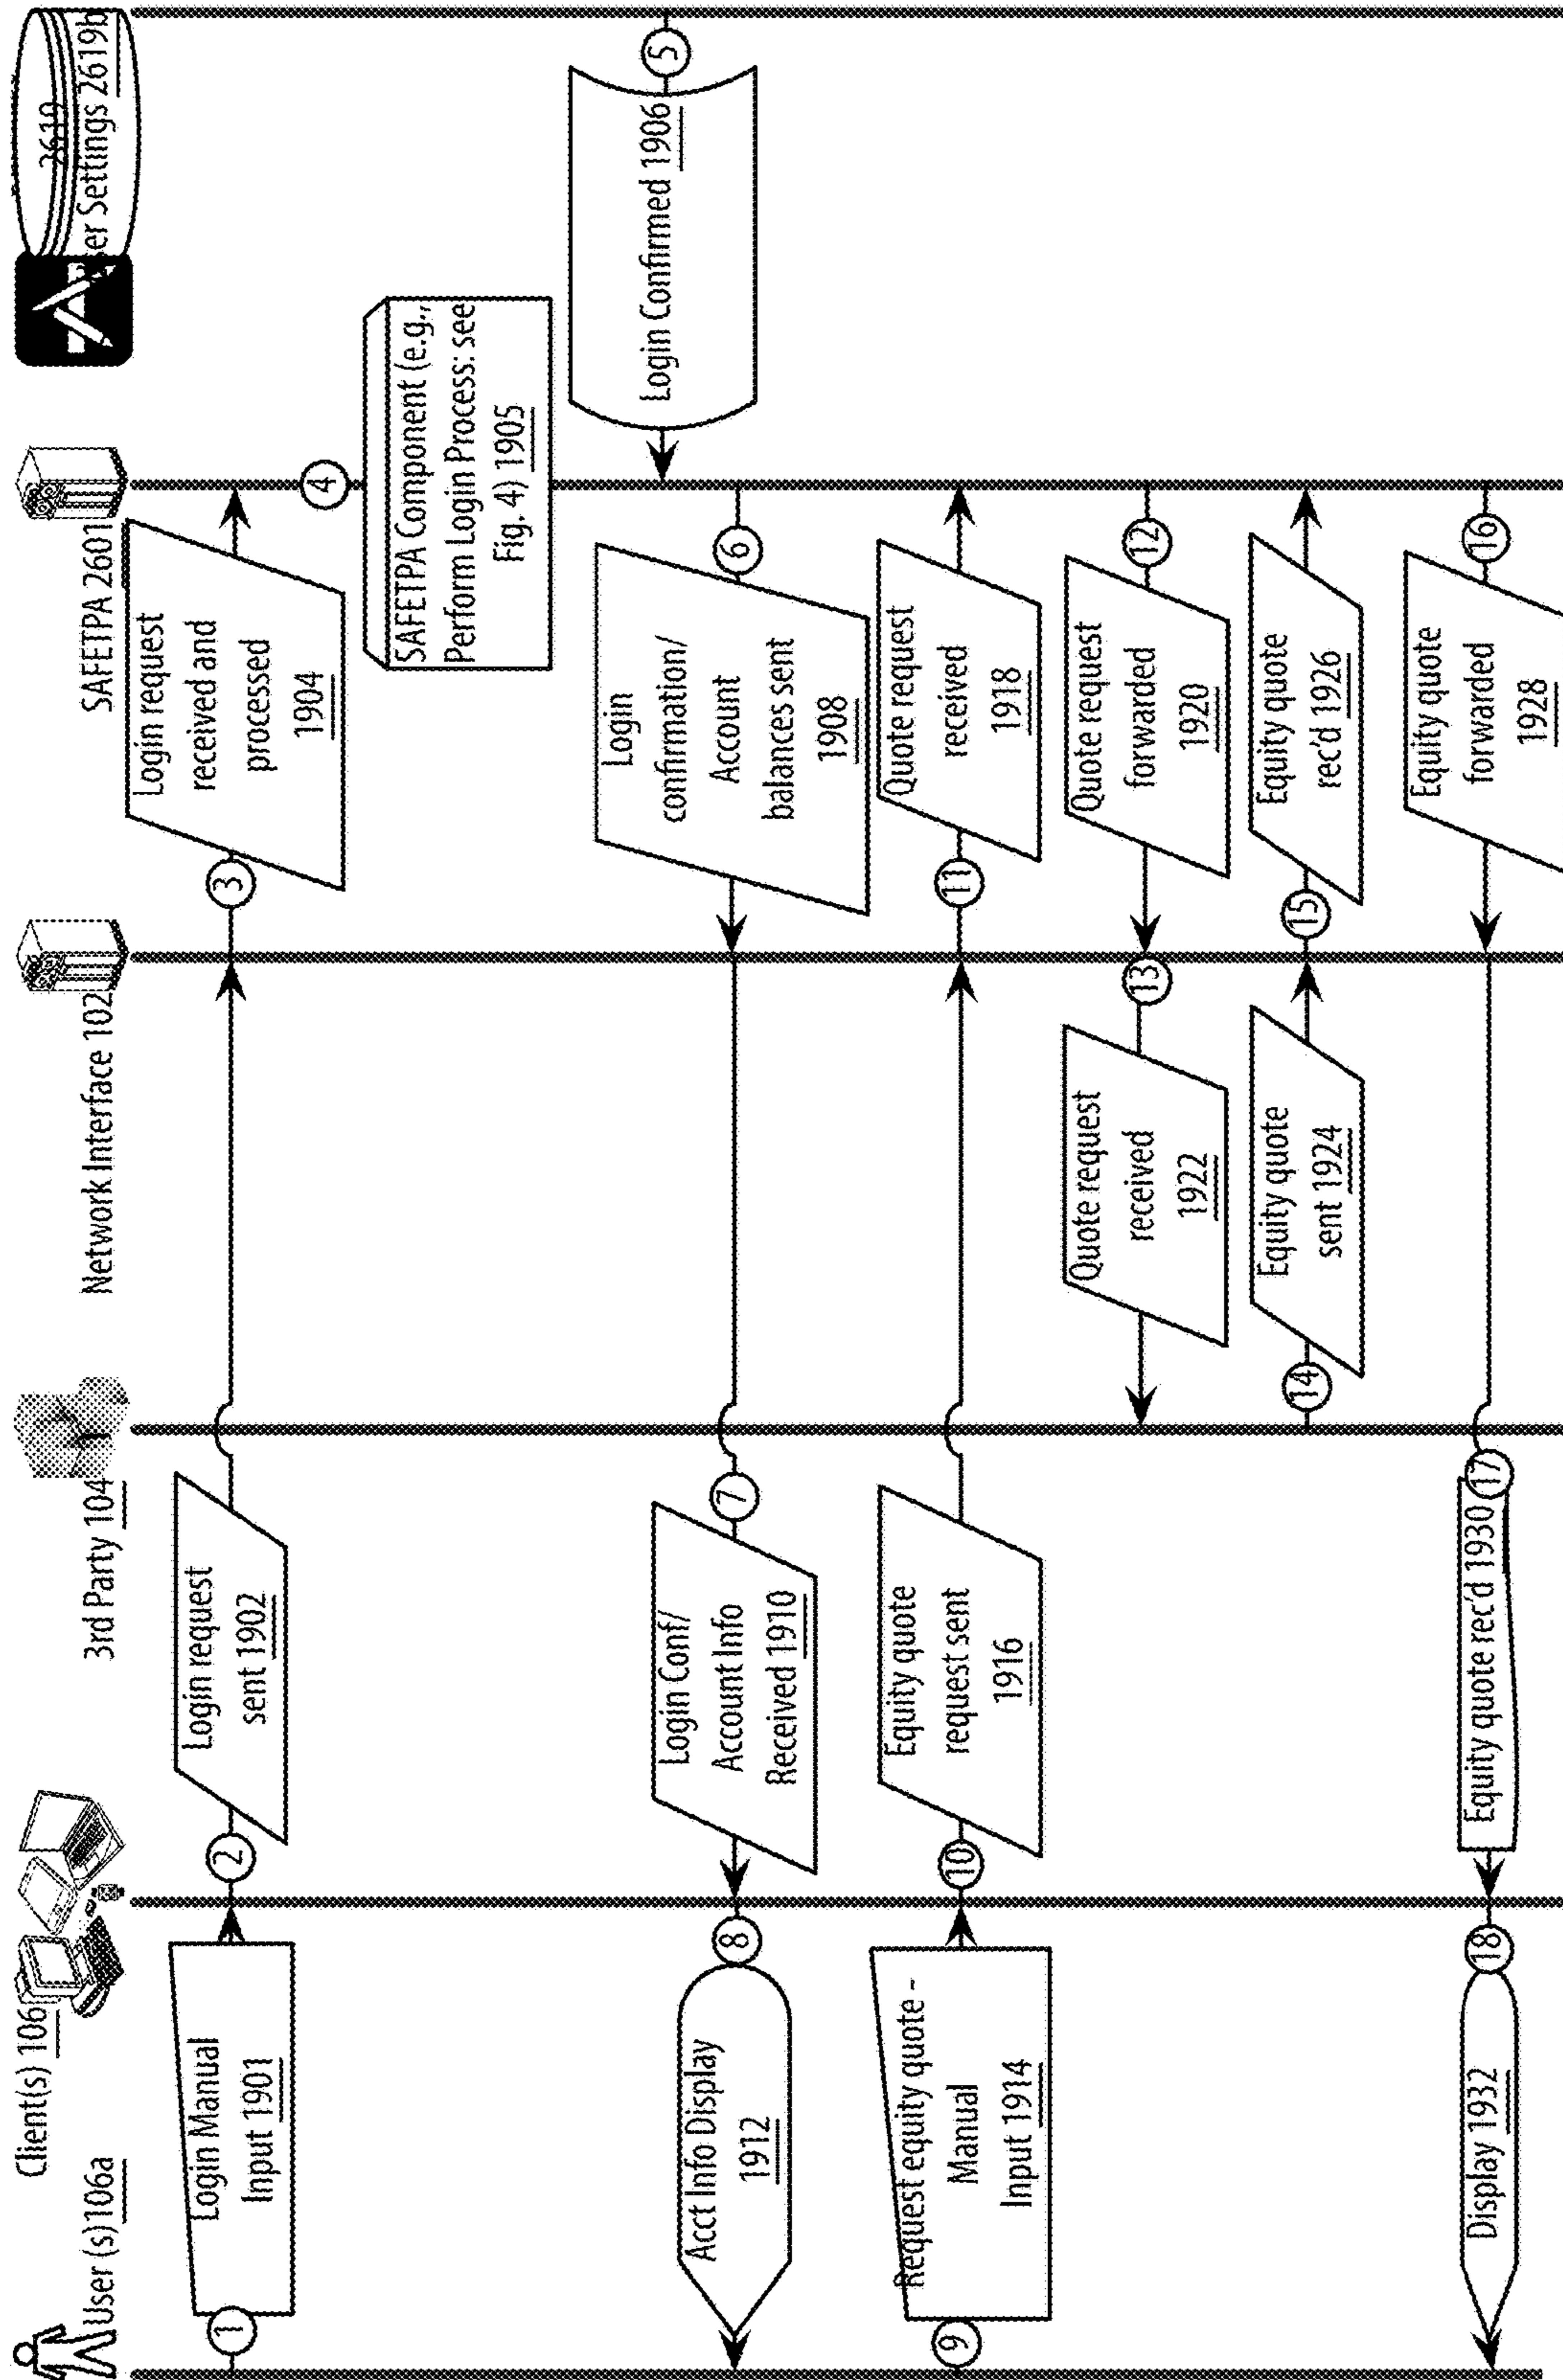 User (s)106a
Client(s) 106
3rd Party 104
Network Interface 102
SAFETPA 2601
2619
ser Settings 2619b
1
Login Manual
Input 1901
2
Login request
sent 1902
3
Login request
received and
processed
1904
4
SAFETPA Component (e.g.,
Perform Login Process: see
Fig. 4) 1905
5
Login Confirmed 1906
6
Login
confirmation/
Account
balances sent
1908
7
Login Conf/
Account Info
Received 1910
8
Acct Info Display
1912
9
Request equity quote -
Manual
Input 1914
10
Equity quote
request sent
1916
11
Quote request
received
1918
12
Quote request
forwarded
1920
13
Quote request
received
1922
14
Equity quote
sent 1924
15
Equity quote
rec'd 1926
16
Equity quote
forwarded
1928
17
Equity quote rec'd 1930
18
Display 1932